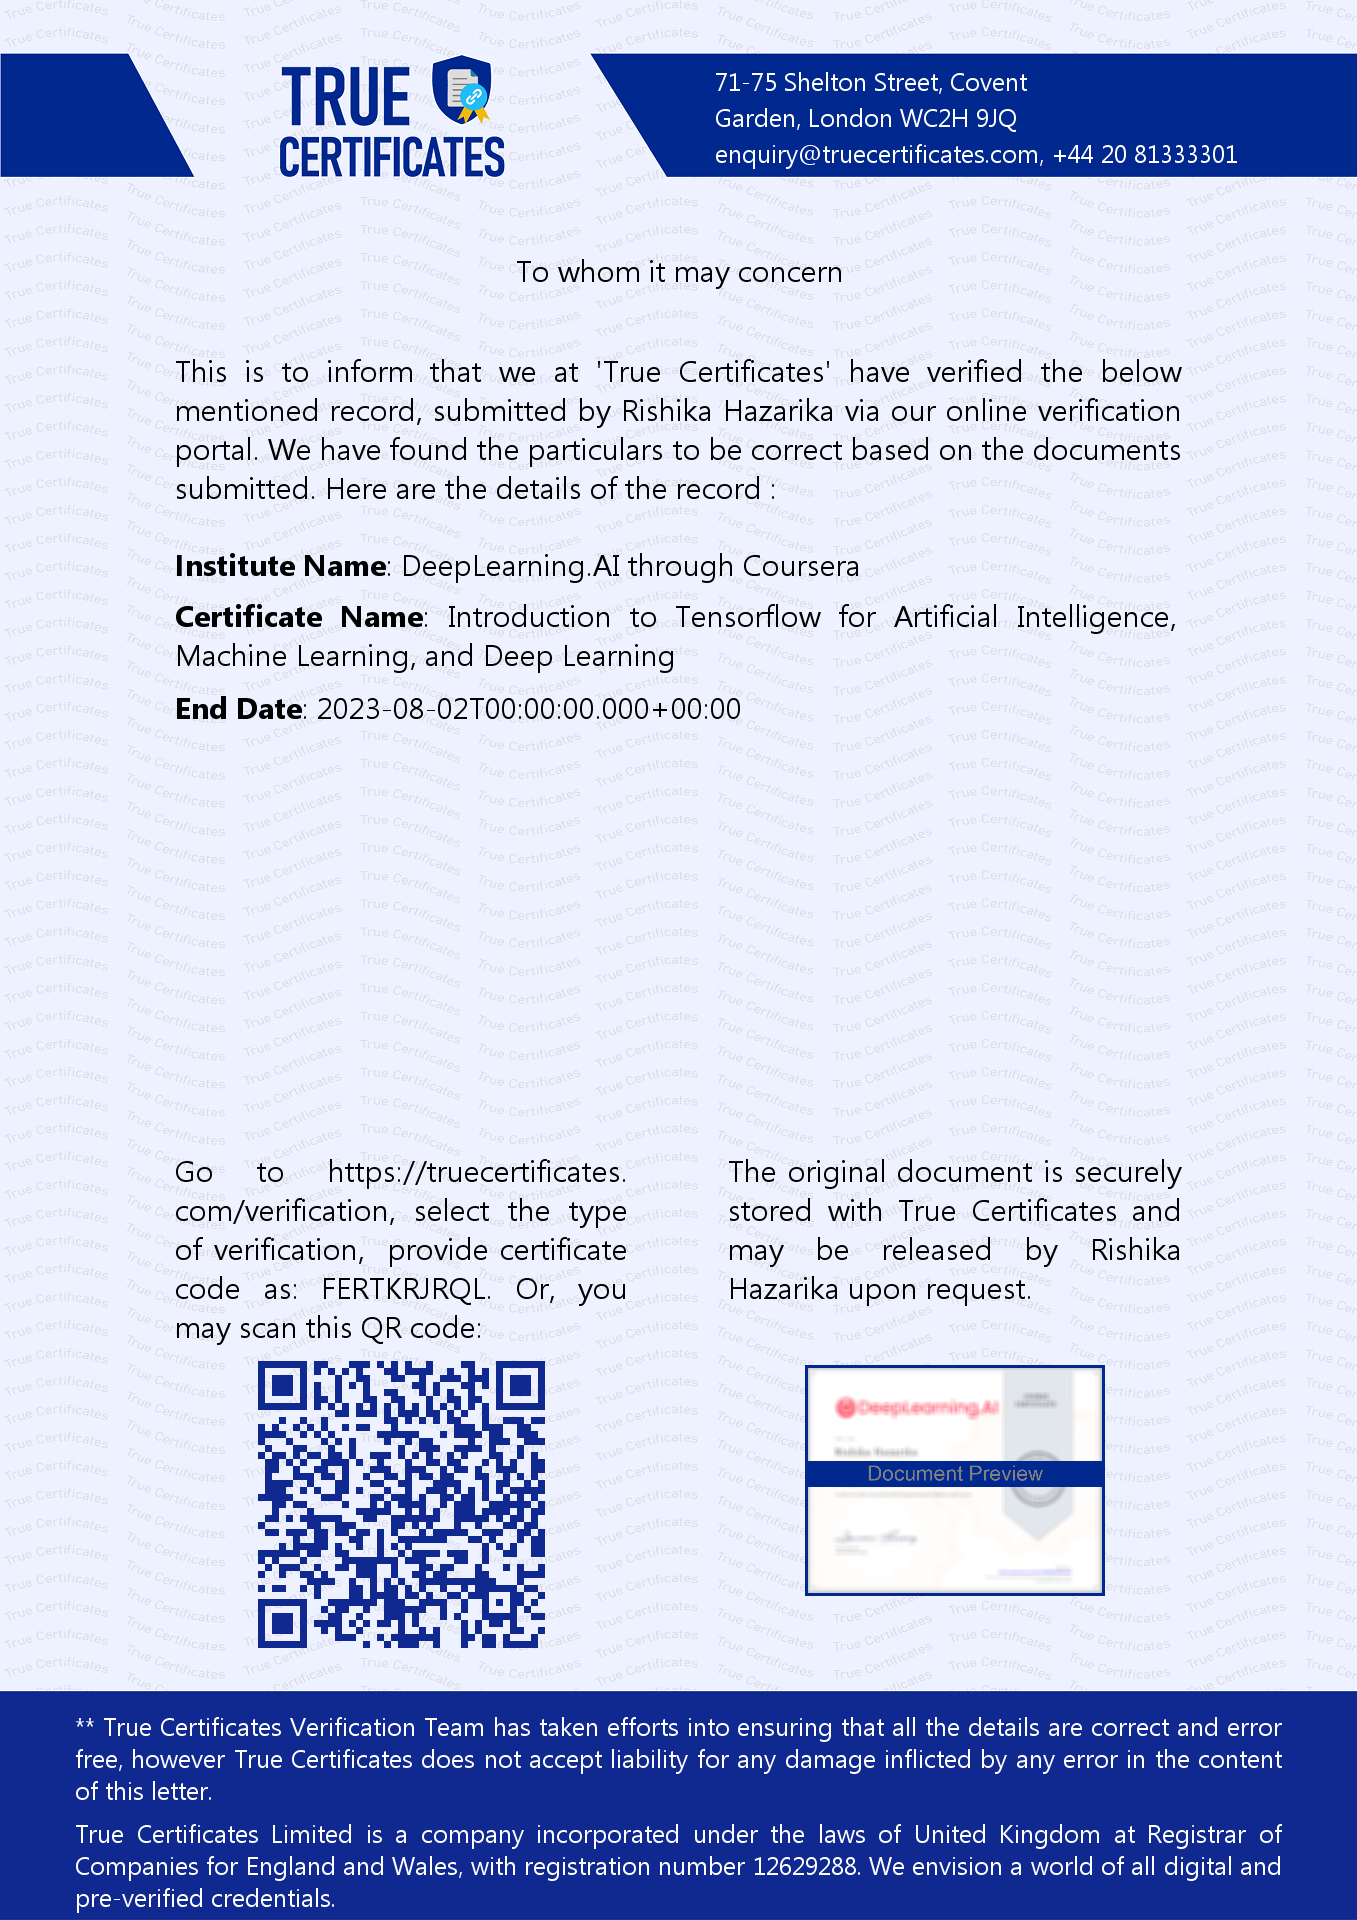 TRUE
CERTIFICATES
71-75 Shelton Street, Covent
Garden, London WC2H 9JQ
enquiry@truecertificates.com, +44 20 81333301
To whom it may concern
This is to inform that we at 'True Certificates' have verified the below
mentioned record, submitted by Rishika Hazarika via our online verification
portal. We have found the particulars to be correct based on the documents
submitted. Here are the details of the record :
Institute Name: DeepLearning.AI through Coursera
Certificate Name: Introduction to Tensorflow for Artificial Intelligence,
Machine Learning, and Deep Learning
End Date: 2023-08-02T00:00:00.000+00:00
Go to https://truecertificates.
com/verification, select the type
of verification, provide certificate
code as: FERTKRJRQL. Or, you
may scan this QR code:
The original document is securely
stored with True Certificates and
may be released by Rishika
Hazarika upon request.
DeepLearning.AI
Rishika Hazarika
Document Preview
** True Certificates Verification Team has taken efforts into ensuring that all the details are correct and error
free, however True Certificates does not accept liability for any damage inflicted by any error in the content
of this letter.
True Certificates Limited is a company incorporated under the laws of United Kingdom at Registrar of
Companies for England and Wales, with registration number 12629288. We envision a world of all digital and
pre-verified credentials.